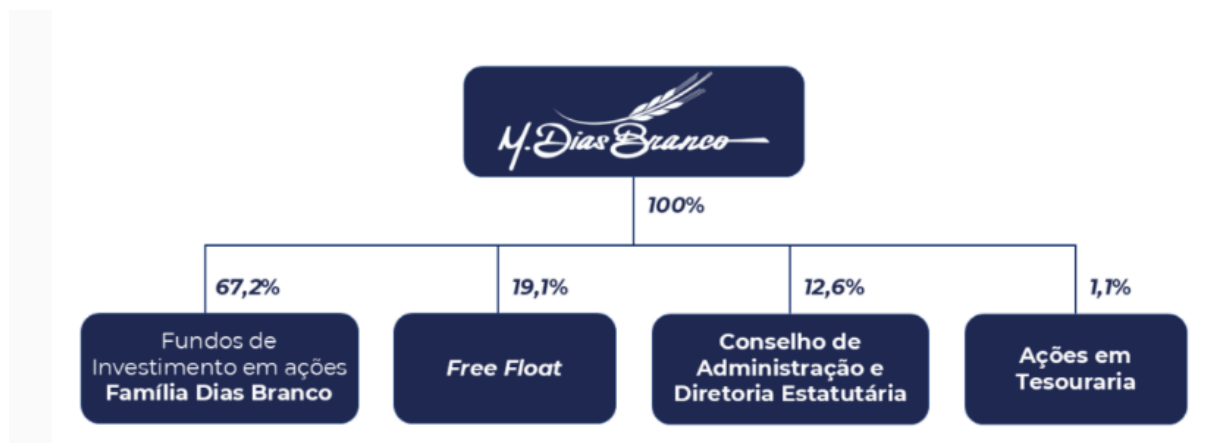 M. Dias Branco
100%
67,2%
19,1%
12,6%
1,1%
Fundos de
Investimento em ações
Família Dias Branco
Free Float
Conselho de
Administração e
Diretoria Estatutária
Ações em
Tesouraria